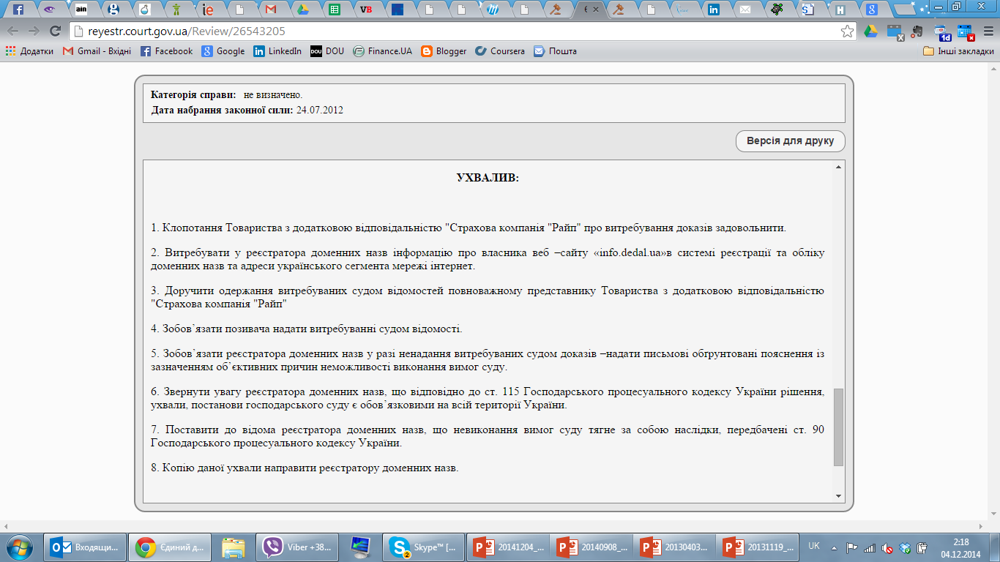 ain
ie
VB
S
H
reyestr.court.gov.ua/Review/26543205
X
1d
Додатки
Gmail - Вхідні
Facebook
Google
LinkedIn
DOU
DOU
Finance.UA
Blogger
Coursera
Пошта
Інші закладки
Категорія справи: не визначено.
Дата набрання законної сили: 24.07.2012
Версія для друку
УХВАЛИВ:
1. Клопотання Товариства з додатковою відповідальністю "Страхова компанія "Райп" про витребування доказів задовольнити.
2. Витребувати у реєстратора доменних назв інформацію про власника веб –сайту «info.dedal.ua»в системі реєстрації та обліку
доменних назв та адреси українського сегмента мережі інтернет.
3. Доручити одержання витребуваних судом відомостей повноважному представнику Товариства з додатковою відповідальністю
"Страхова компанія "Райп"
4. Зобов’язати позивача надати витребуванні судом відомості.
5. Зобов’язати реєстратора доменних назв у разі ненадання витребуваних судом доказів –надати письмові обґрунтовані пояснення із
зазначенням об’єктивних причин неможливості виконання вимог суду.
6. Звернути увагу реєстратора доменних назв, що відповідно до ст. 115 Господарського процесуального кодексу України рішення,
ухвали, постанови господарського суду є обов’язковими на всій території України.
7. Поставити до відома реєстратора доменних назв, що невиконання вимог суду тягне за собою наслідки, передбачені ст. 90
Господарського процесуального кодексу України.
8. Копію даної ухвали направити реєстратору доменних назв.
Входящи...
Єдиний д...
Viber +38...
Skype™ [...
2
20141204_...
20140908_...
20130403...
20131119_...
UK
2:18
04.12.2014